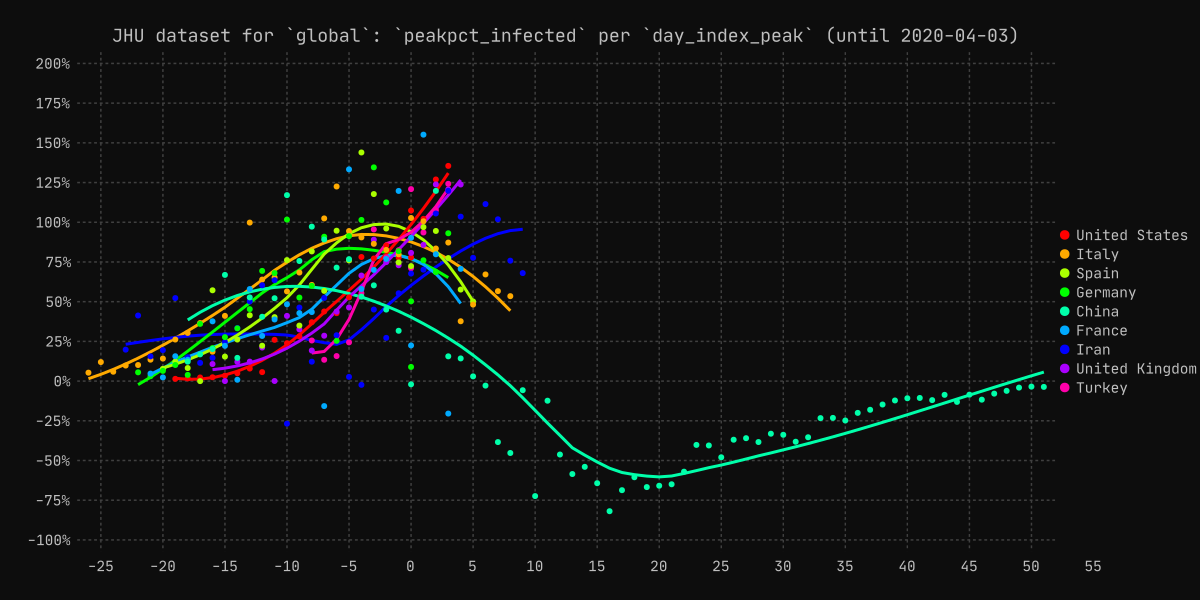 JHU dataset for `global`: `peakpct_infected` per `day_index_peak` (until 2020-04-03)
200%
175%
150%
125%
100%
75%
50%
25%
0%
-25%
-50%
-75%
-100%
United States
Italy
Spain
Germany
China
France
Iran
United Kingdom
Turkey
-25 -20 -15 -10 -5 0 5 10 15 20 25 30 35 40 45 50 55